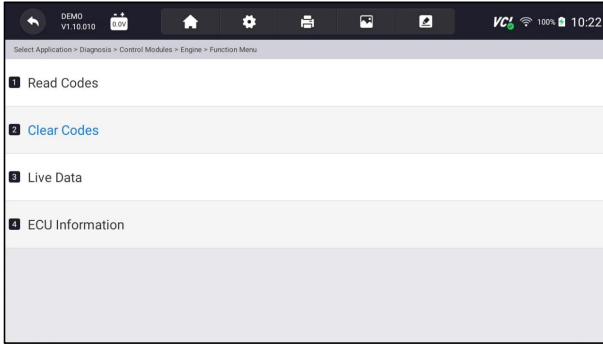 DEMO
V1.10.010
0.0V
VCI 100% 10:22
Select Application > Diagnosis > Control Modules > Engine > Function Menu
1 Read Codes
2 Clear Codes
3 Live Data
4 ECU Information